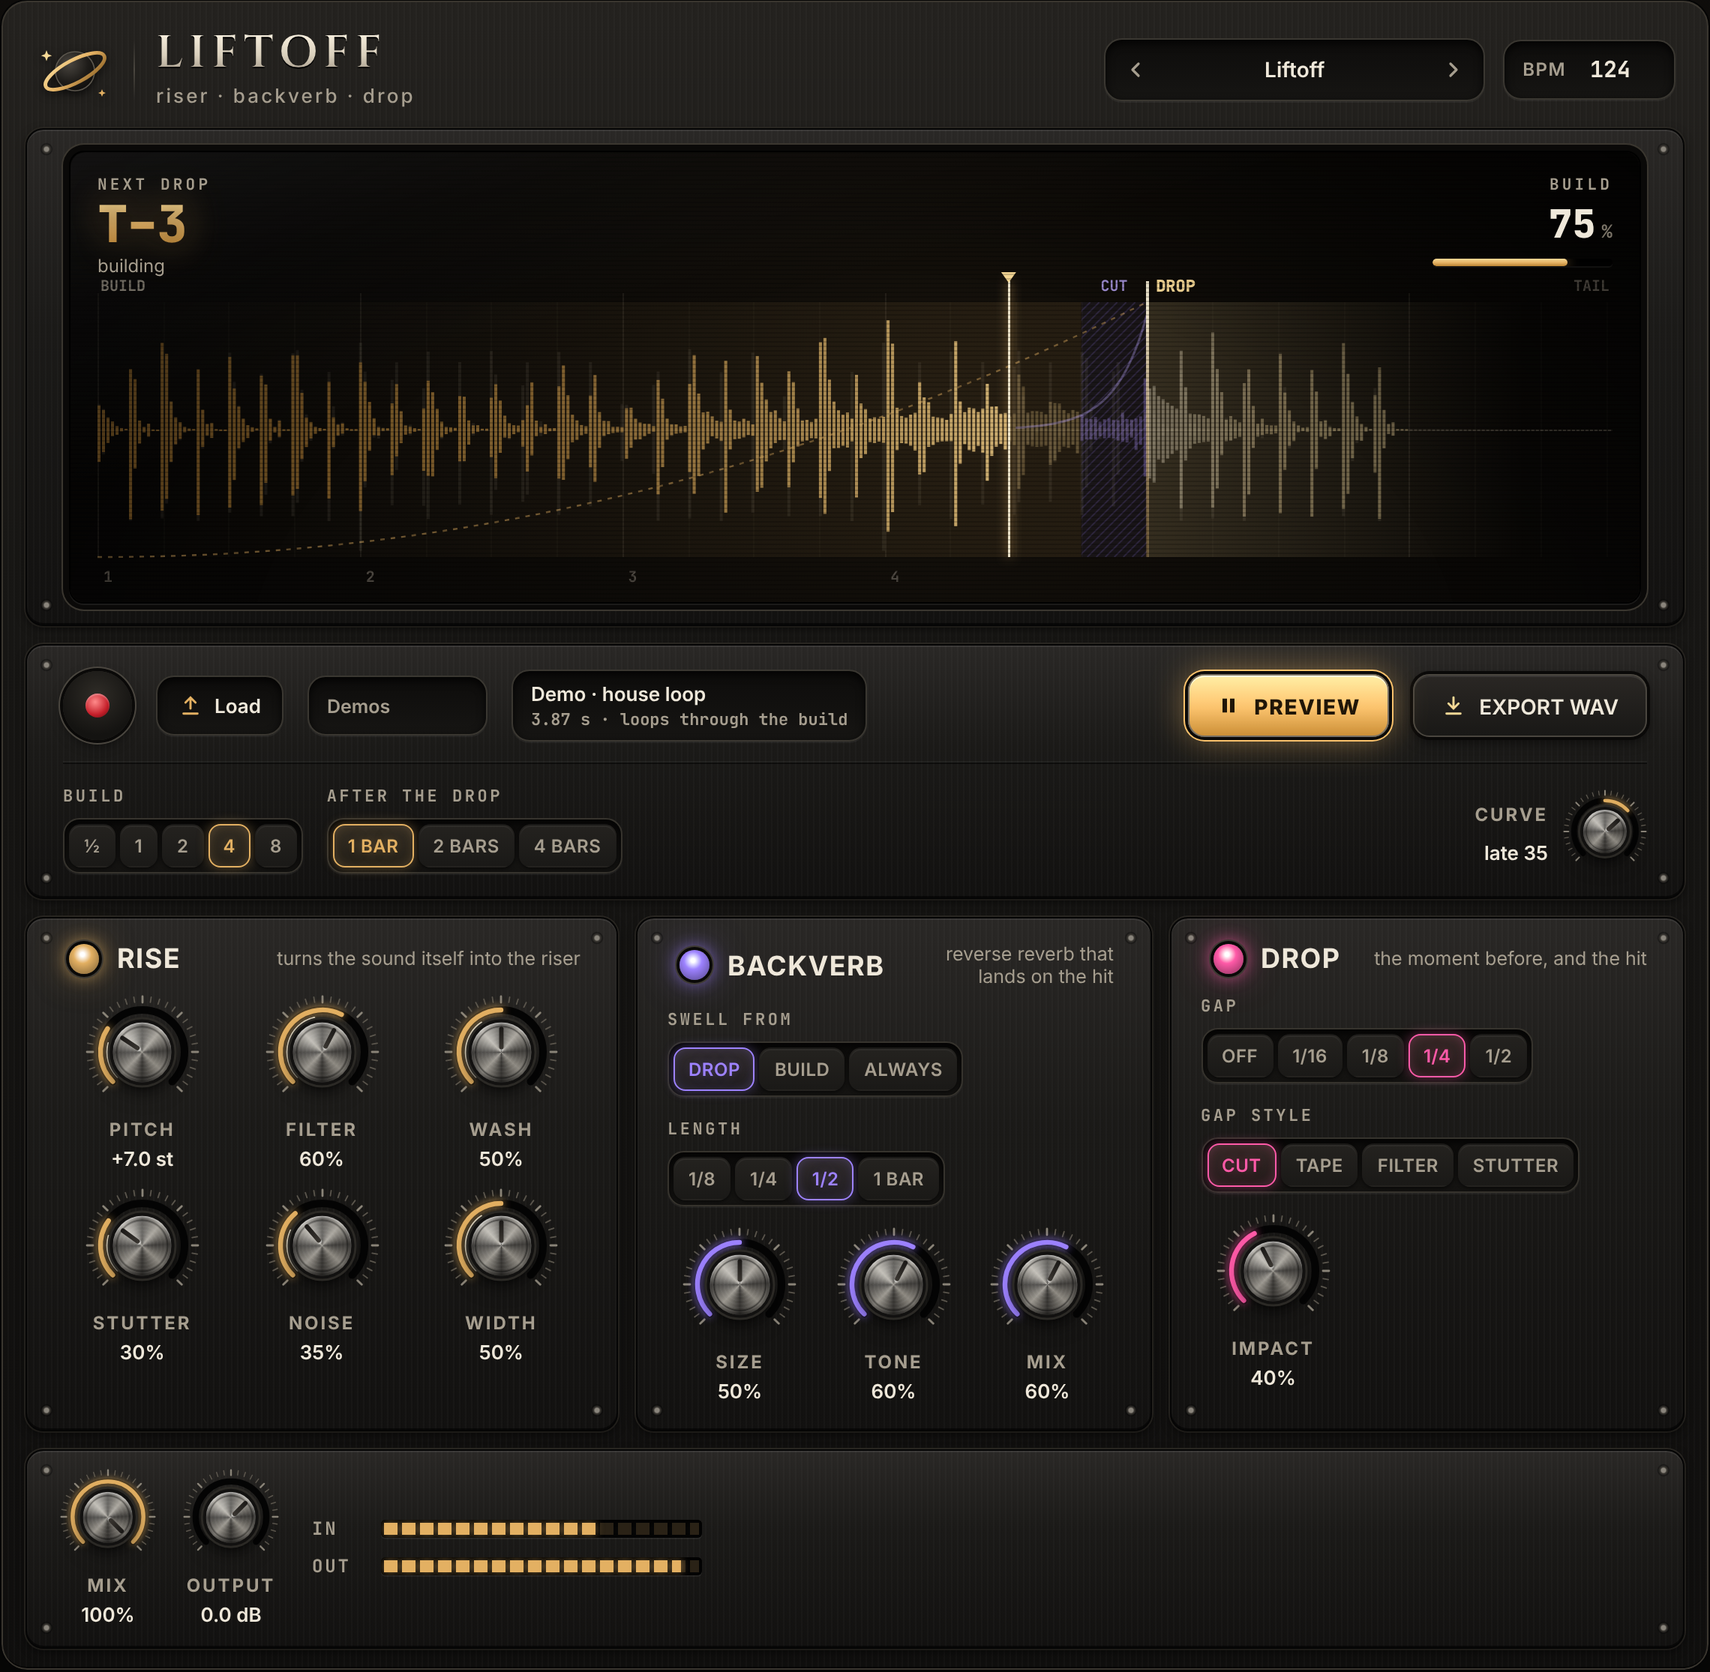 LIFTOFF
riser · backverb · drop
Liftoff
BPM 124
NEXT DROP
T-3
building
BUILD
75 %
BUILD
CUT
DROP
TAIL
1 2 3 4
Load
Demos
Demo · house loop
3.87 s · loops through the build
PREVIEW
EXPORT WAV
BUILD
½ 1 2 4 8
AFTER THE DROP
1 BAR 2 BARS 4 BARS
CURVE
late 35
RISE
turns the sound itself into the riser
PITCH FILTER WASH
+7.0 st 60% 50%
STUTTER NOISE WIDTH
30% 35% 50%
BACKVERB
reverse reverb that
lands on the hit
SWELL FROM
DROP BUILD ALWAYS
LENGTH
1/8 1/4 1/2 1 BAR
SIZE TONE MIX
50% 60% 60%
DROP
the moment before, and the hit
GAP
OFF 1/16 1/8 1/4 1/2
GAP STYLE
CUT TAPE FILTER STUTTER
IMPACT
40%
MIX OUTPUT
100% 0.0 dB
IN
OUT